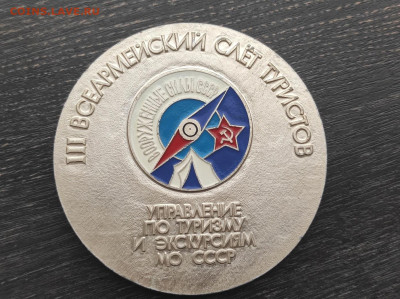 III ВСЕАРМЕЙСКИЙ СЛЁТ ТУРИСТОВ
ВООРУЖЕННЫЕ СИЛЫ СССР
УПРАВЛЕНИЕ
ПО ТУРИЗМУ
И ЭКСКУРСИЯМ
МО СССР